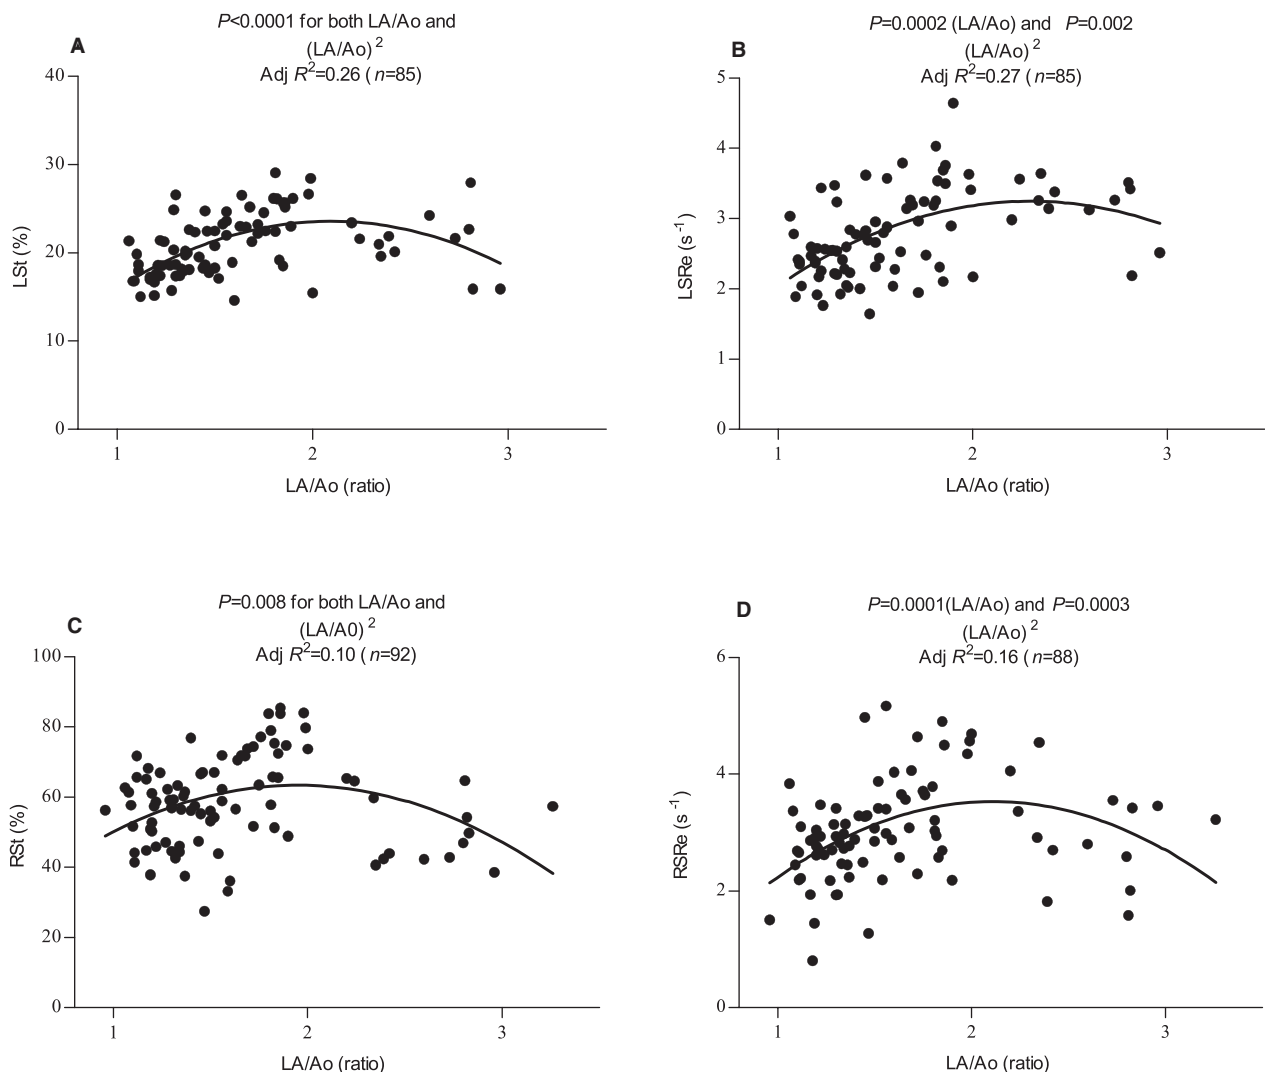 A
P<0.0001 for both LA/Ao and
(LA/Ao)²
Adj R²=0.26 (n=85)
40
30
20
10
0
LSt (%)
1 2 3
LA/Ao (ratio)
B
P=0.0002 (LA/Ao) and P=0.002
(LA/Ao)²
Adj R²=0.27 (n=85)
5
4
3
2
1
0
LSRe (s⁻¹)
1 2 3
LA/Ao (ratio)
C
P=0.008 for both LA/Ao and
(LA/A0)²
Adj R²=0.10 (n=92)
100
80
60
40
20
0
RSt (%)
1 2 3
LA/Ao (ratio)
D
P=0.0001(LA/Ao) and P=0.0003
(LA/Ao)²
Adj R²=0.16 (n=88)
6
4
2
0
RSRe (s⁻¹)
1 2 3
LA/Ao (ratio)